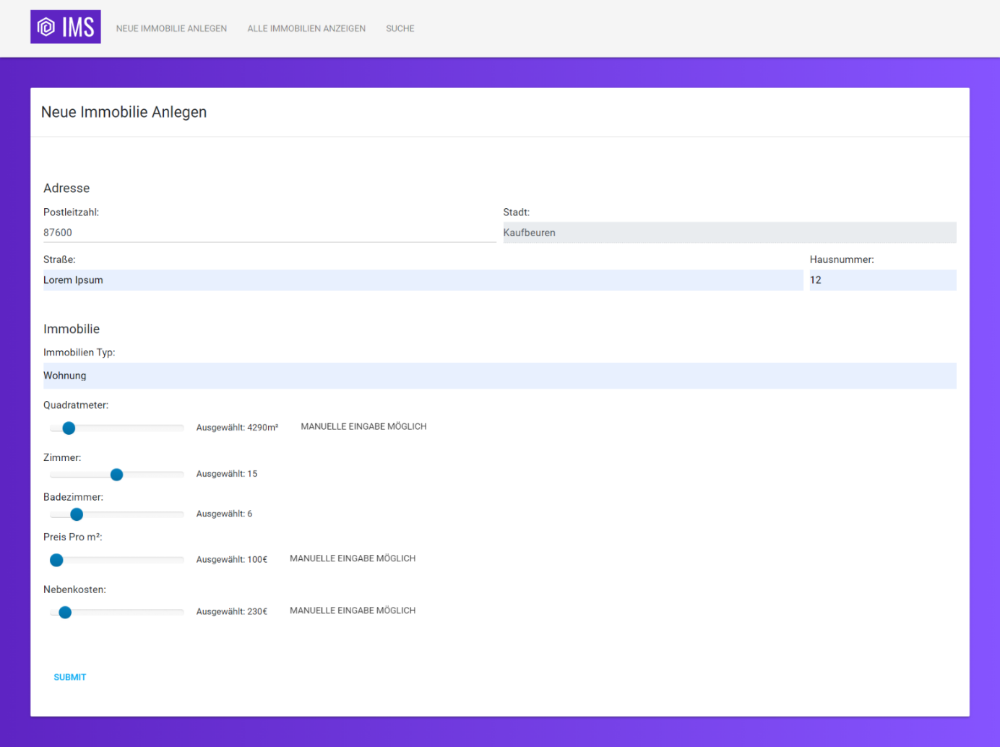 IMS NEUE IMMOBILIE ANLEGEN ALLE IMMOBILIEN ANZEIGEN SUCHE
Neue Immobilie Anlegen
Adresse
Postleitzahl: Stadt:
87600 Kaufbeuren
Straße: Hausnummer:
Lorem Ipsum 12
Immobilie
Immobilien Typ:
Wohnung
Quadratmeter:
Ausgewählt: 4290m² MANUELLE EINGABE MÖGLICH
Zimmer:
Ausgewählt: 15
Badezimmer:
Ausgewählt: 6
Preis Pro m²:
Ausgewählt: 100€ MANUELLE EINGABE MÖGLICH
Nebenkosten:
Ausgewählt: 230€ MANUELLE EINGABE MÖGLICH
SUBMIT